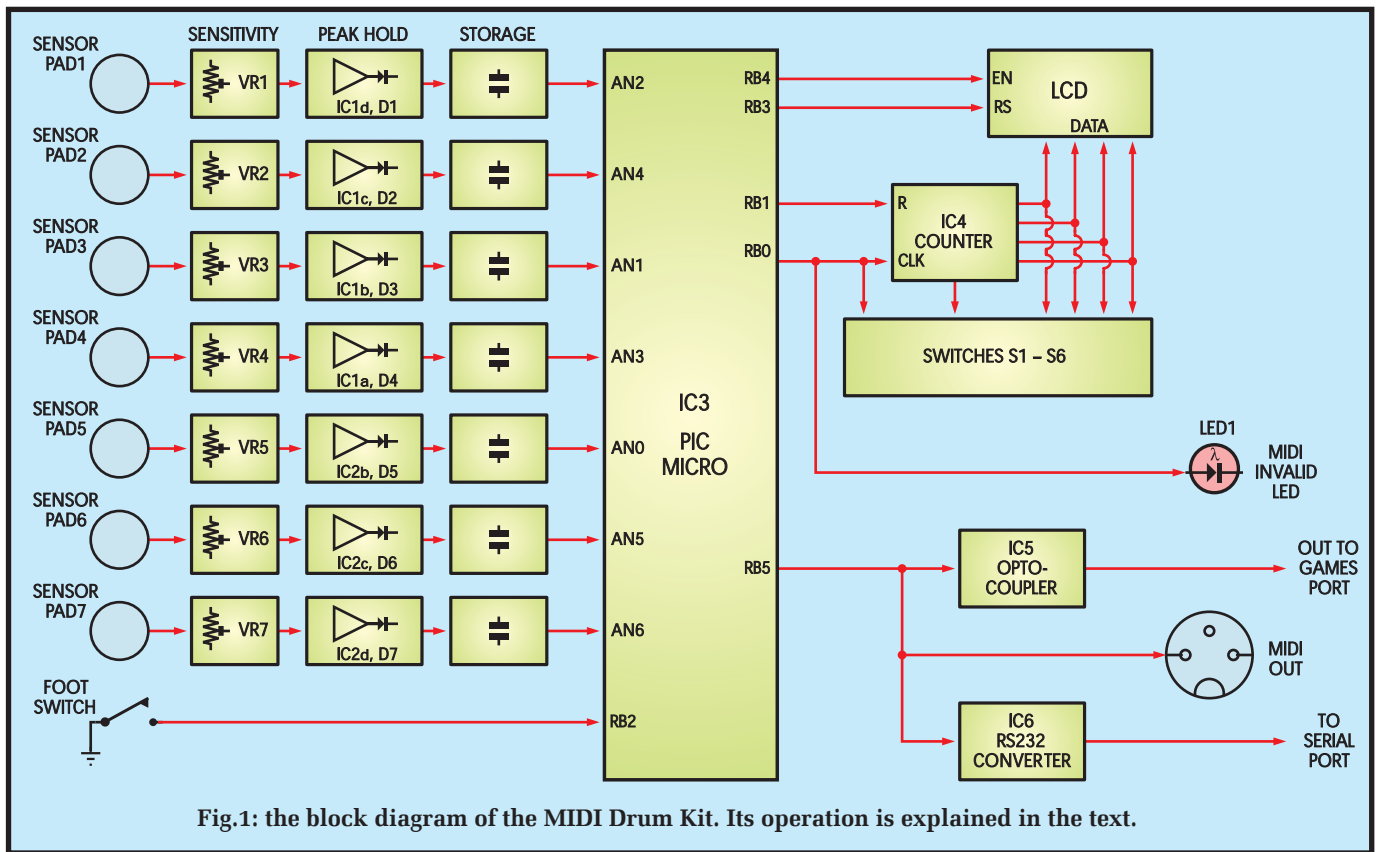 SENSITIVITY
PEAK HOLD
STORAGE
SENSOR
PAD1
VR1
IC1d, D1
AN2
SENSOR
PAD2
VR2
IC1c, D2
AN4
SENSOR
PAD3
VR3
IC1b, D3
AN1
SENSOR
PAD4
VR4
IC1a, D4
AN3
SENSOR
PAD5
VR5
IC2b, D5
AN0
SENSOR
PAD6
VR6
IC2c, D6
AN5
SENSOR
PAD7
VR7
IC2d, D7
AN6
FOOT
SWITCH
RB2
IC3
PIC
MICRO
RB4
RB3
RB1
RB0
RB5
EN
RS
LCD
DATA
R
IC4
COUNTER
CLK
SWITCHES S1 – S6
LED1
λ
MIDI
INVALID
LED
IC5
OPTO-
COUPLER
OUT TO
GAMES
PORT
MIDI
OUT
IC6
RS232
CONVERTER
TO
SERIAL
PORT
Fig.1: the block diagram of the MIDI Drum Kit. Its operation is explained in the text.